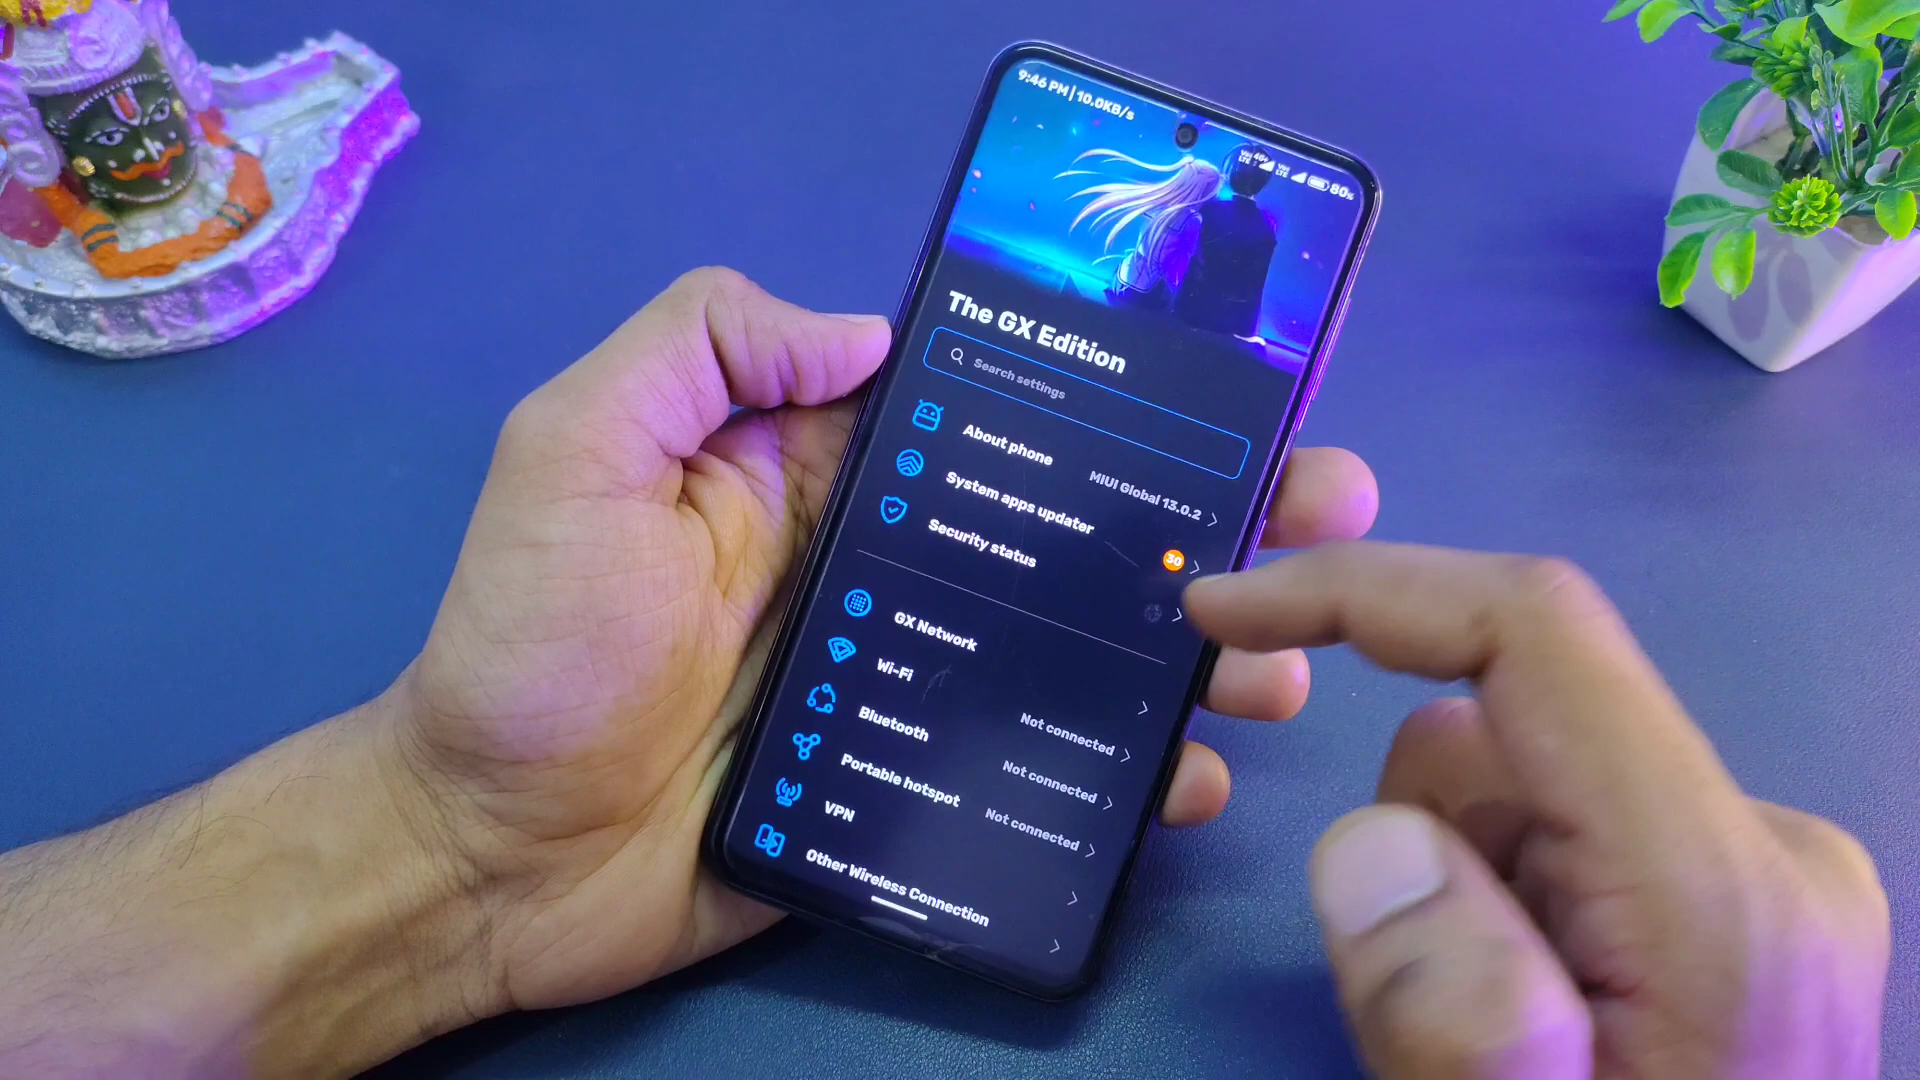 9:46 PM | 10.0KB/s
80%
The GX Edition
Search settings
About phone
MIUI Global 13.0.2
System apps updater
30
Security status
GX Network
Wi-Fi
Not connected
Bluetooth
Not connected
Portable hotspot
Not connected
VPN
Other Wireless Connection